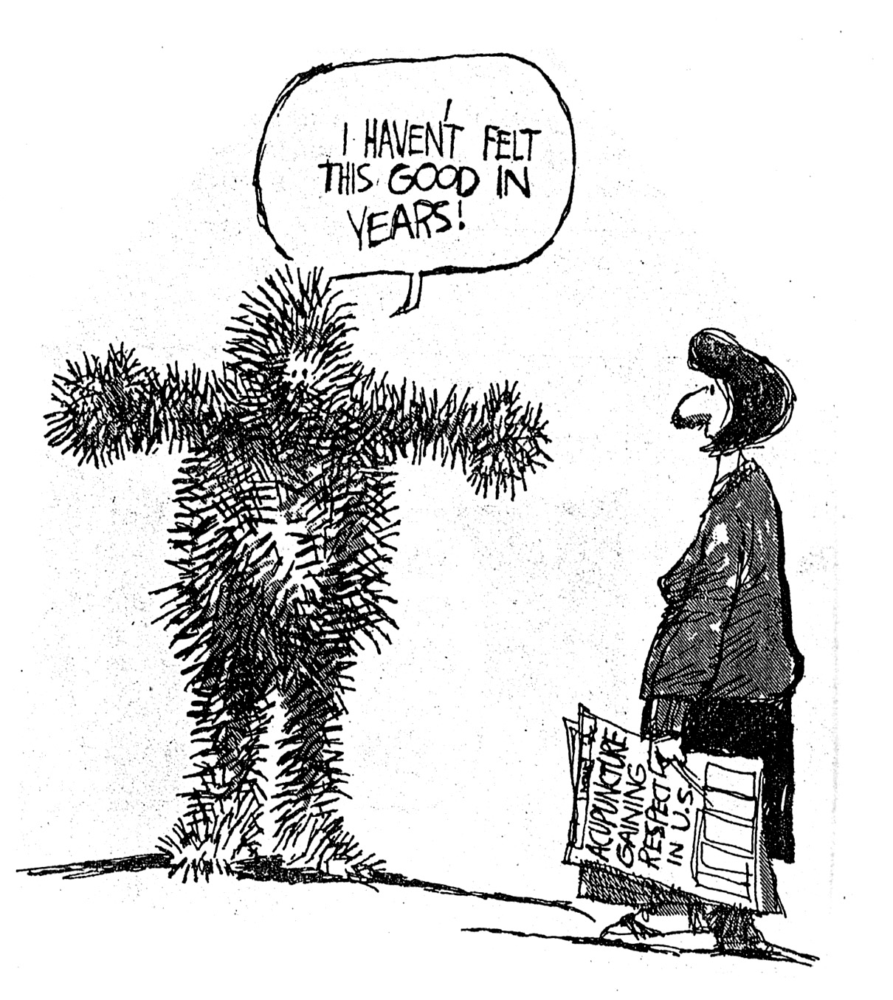 I HAVEN'T FELT
THIS GOOD IN
YEARS!
ACUPUNCTURE
GAINING
RESPECT
IN U.S.